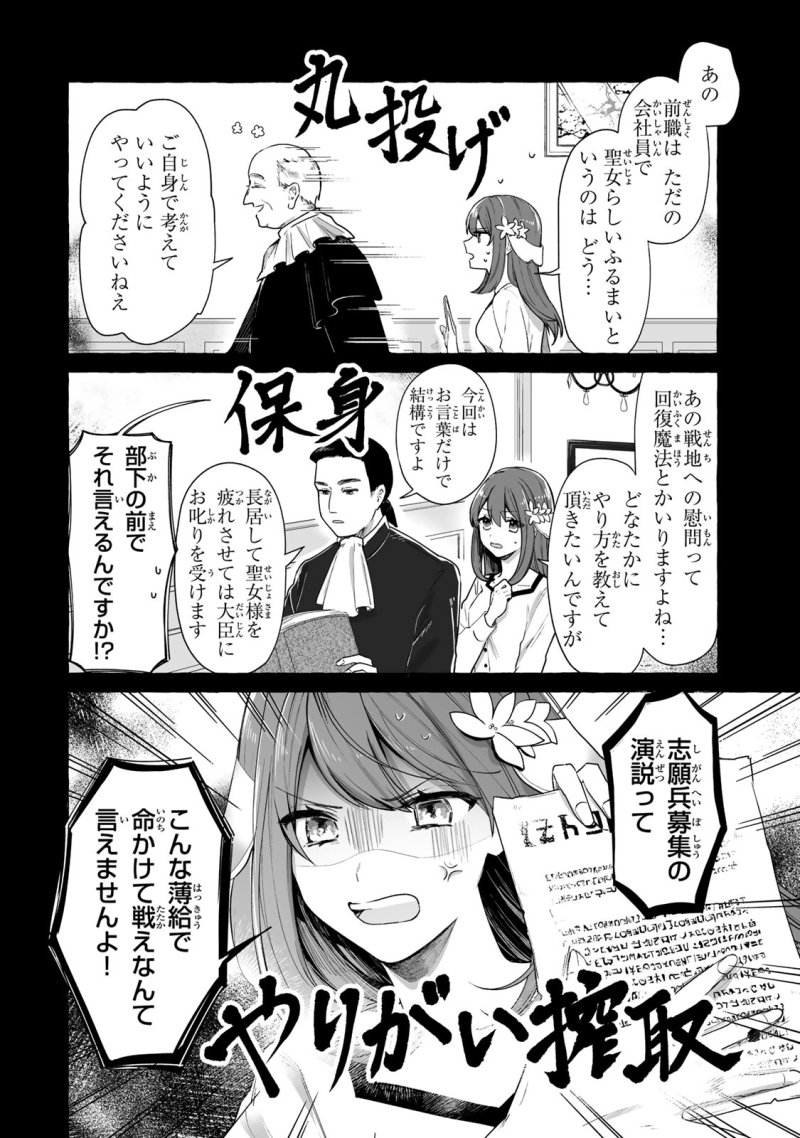 あの
前職は ただの
会社員で
聖女らしいふるまいと
いうのは どう…
丸投げ
ご自身で考えて
いいように
やってくださいねえ
あの戦地への慰問って
回復魔法とかいりますよね…
どなたかに
やり方を教えて
頂きたいんですが
今回は
お言葉だけで
結構ですよ
保身
長居して聖女様を
疲れさせては大臣に
お叱りを受けます
部下の前で
それ言えるんですか!?
志願兵募集の
演説って
こんな薄給で
命かけて戦えなんて
言えませんよ!
やりがい搾取